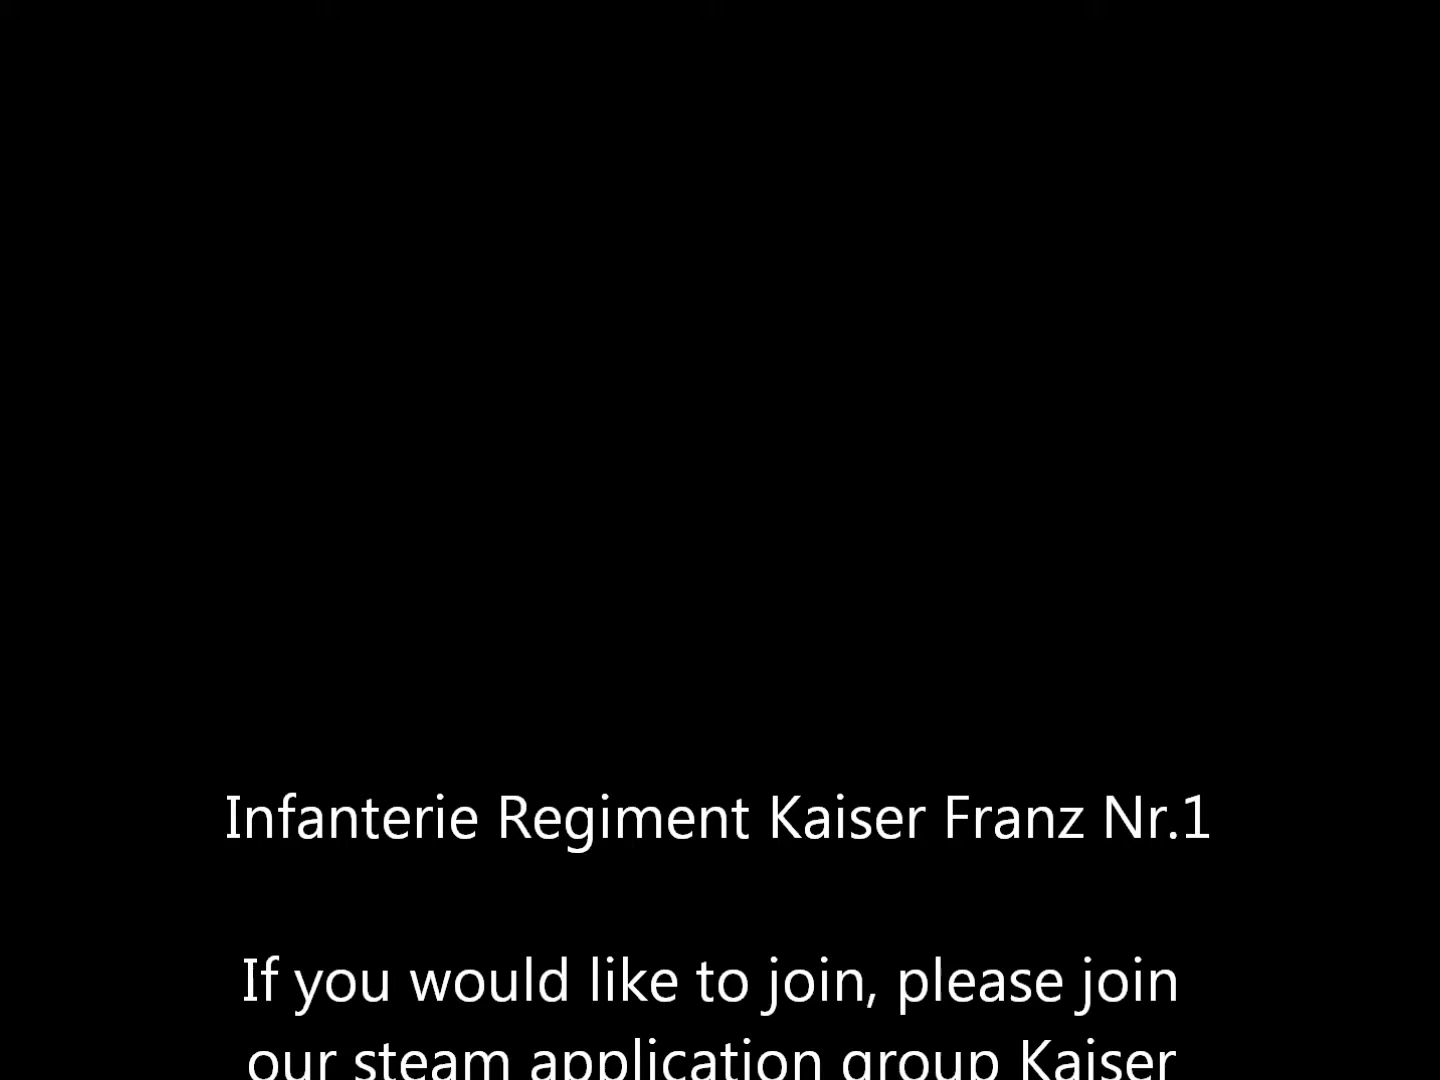 Infanterie Regiment Kaiser Franz Nr.1
If you would like to join, please join
our steam application group Kaiser